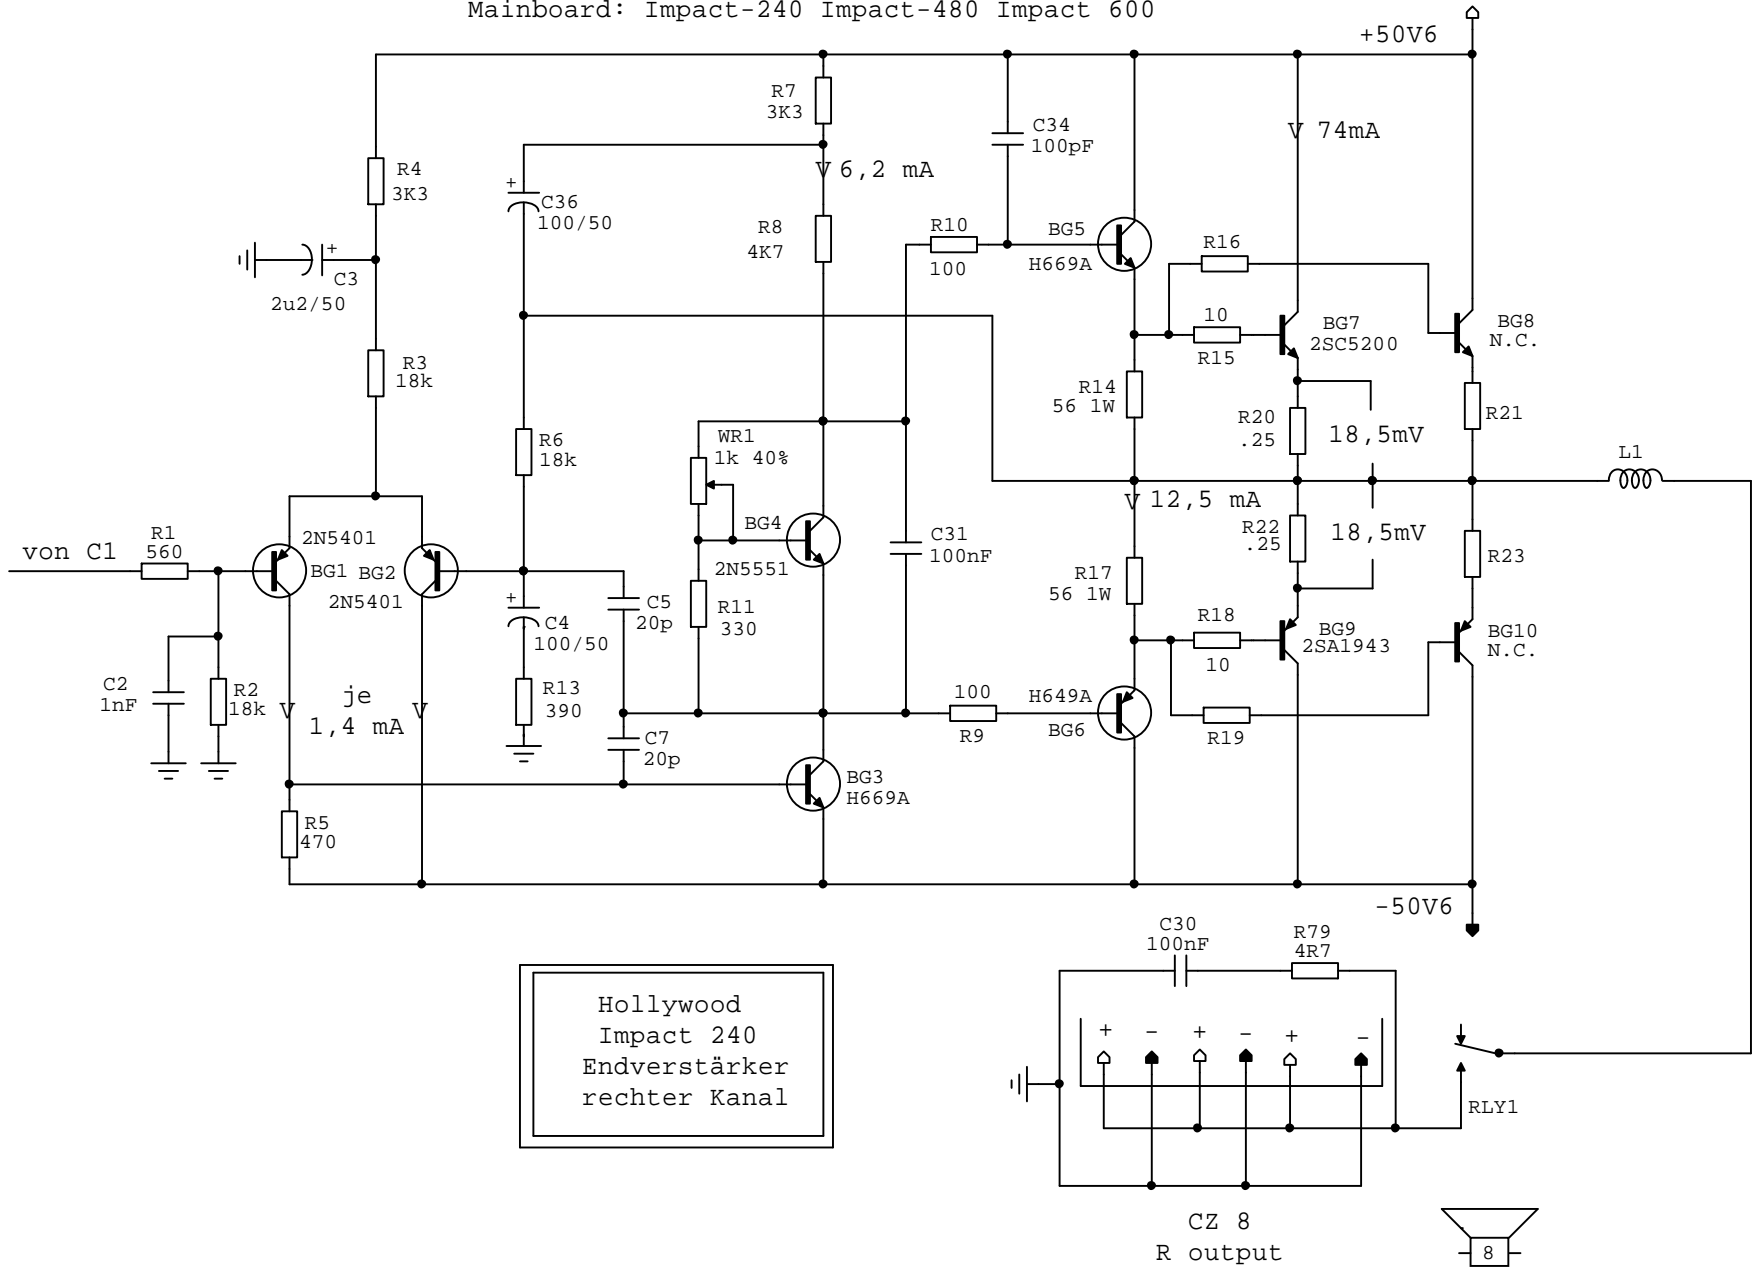 Mainboard: Impact-240 Impact-480 Impact 600
+50V6
R7
3K3
C34
100pF
V 74mA
R4
3K3
V 6,2 mA
+
C36
100/50
R8
4K7
R10
100
BG5
H669A
R16
+
C3
2u2/50
10
R15
BG7
2SC5200
BG8
N.C.
R3
18k
R14
56 1W
R20
.25
18,5mV
R21
R6
18k
WR1
1k 40%
L1
V 12,5 mA
BG4
2N5551
C31
100nF
R22
.25
18,5mV
R23
von C1
R1
560
2N5401
BG1
BG2
2N5401
R17
56 1W
+
C4
100/50
C5
20p
R11
330
R18
10
BG9
2SA1943
BG10
N.C.
C2
1nF
R2
18k
V
je
1,4 mA
V
R13
390
100
R9
H649A
BG6
R19
C7
20p
BG3
H669A
R5
470
-50V6
C30
100nF
R79
4R7
Hollywood
Impact 240
Endverstärker
rechter Kanal
+ - + - + -
RLY1
CZ 8
R output
8